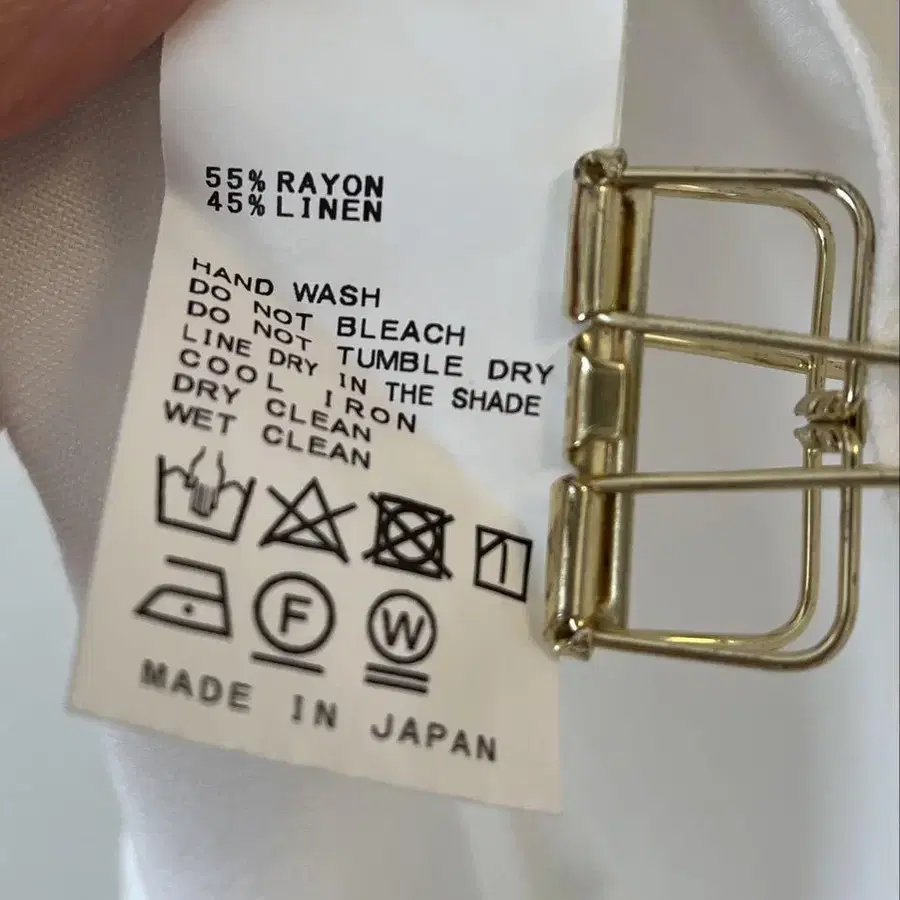 55% RAYON
45% LINEN
HAND WASH
DO NOT BLEACH
DO NOT TUMBLE DRY
LINE DRY IN THE SHADE
COOL IRON
DRY CLEAN
WET CLEAN
F W
MADE IN JAPAN